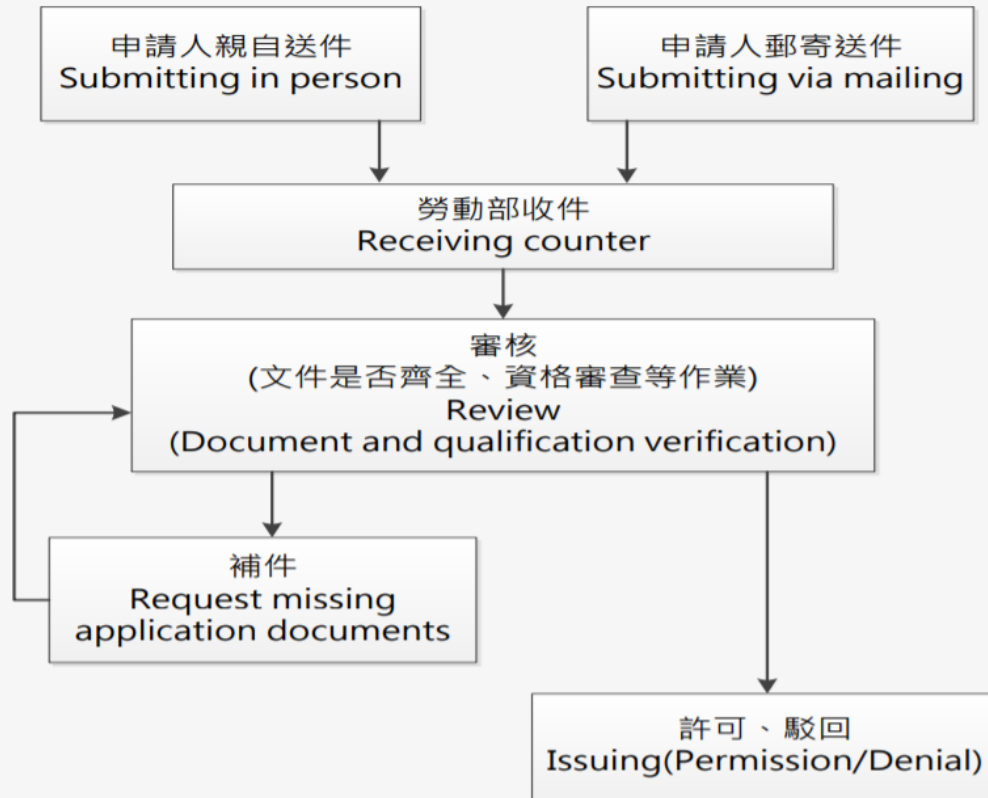 申請人親自送件
Submitting in person
申請人郵寄送件
Submitting via mailing
勞動部收件
Receiving counter
審核
(文件是否齊全、資格審查等作業)
Review
(Document and qualification verification)
補件
Request missing
application documents
許可、駁回
Issuing(Permission/Denial)